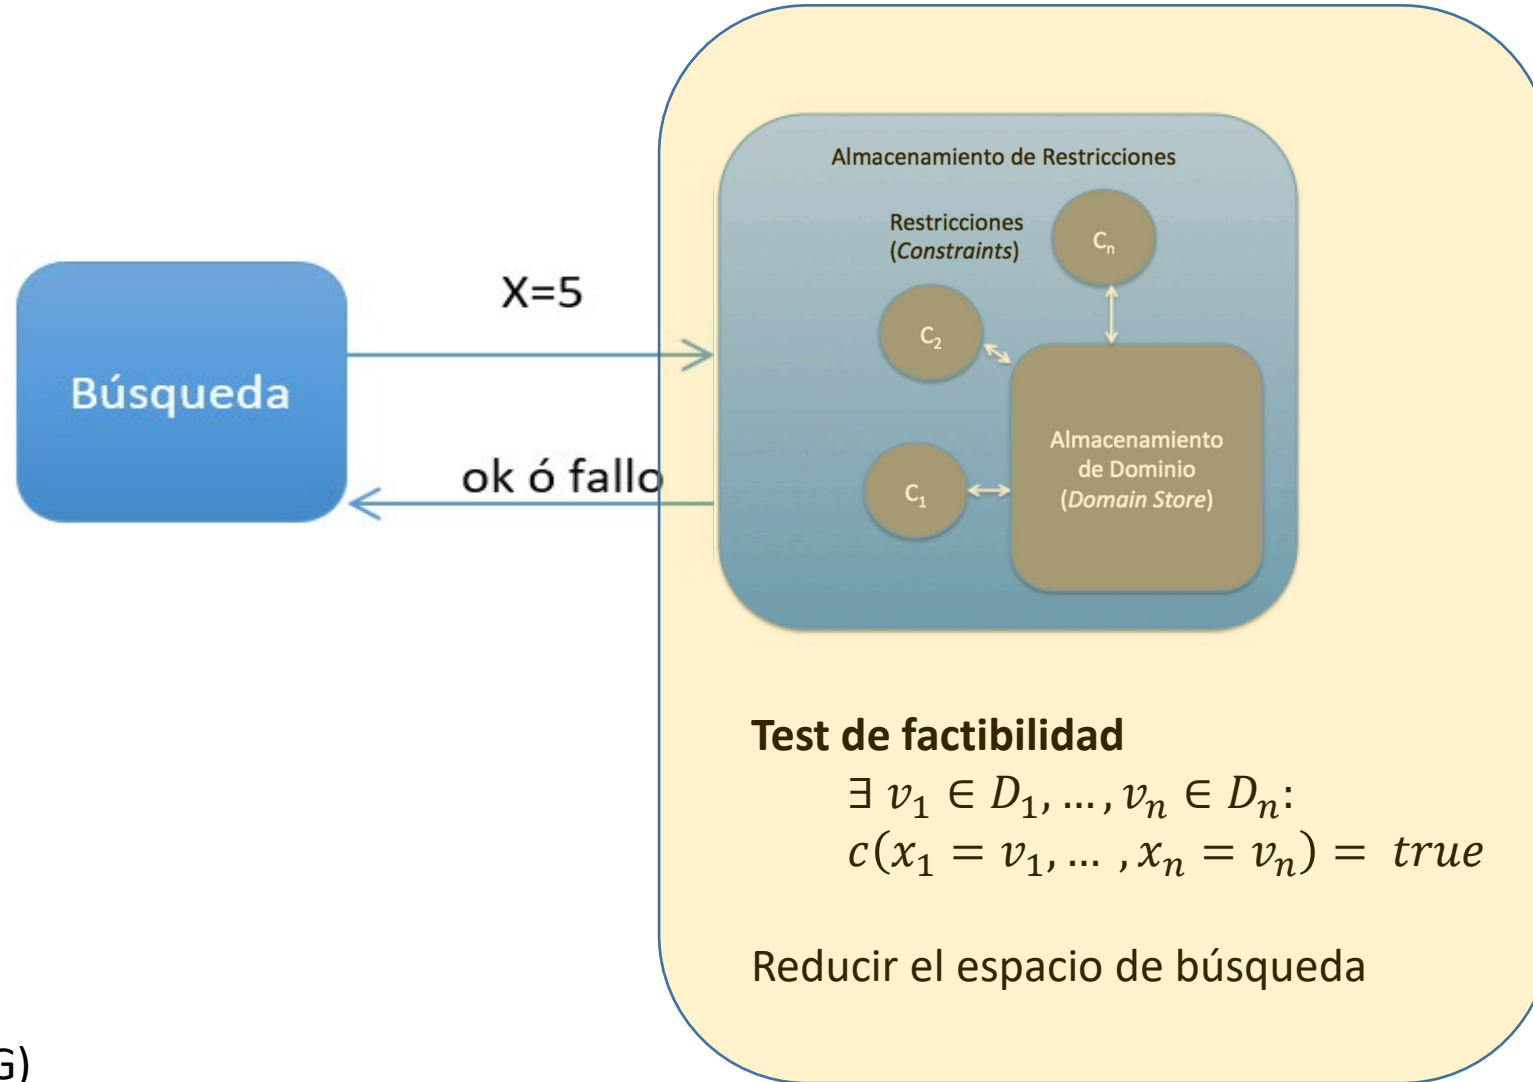 Almacenamiento de Restricciones
Restricciones
(Constraints)
Cn
C2
C1
Almacenamiento
de Dominio
(Domain Store)
X=5
Búsqueda
ok ó fallo
Test de factibilidad
∃ v₁ ∈ D₁, … , vₙ ∈ Dₙ:
c(x₁ = v₁, … , xₙ = vₙ) = true
Reducir el espacio de búsqueda
G)